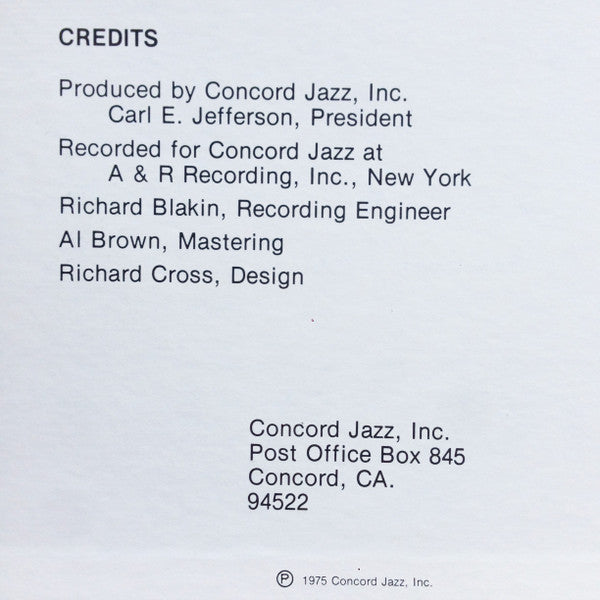 CREDITS
Produced by Concord Jazz, Inc.
Carl E. Jefferson, President
Recorded for Concord Jazz at
A & R Recording, Inc., New York
Richard Blakin, Recording Engineer
Al Brown, Mastering
Richard Cross, Design
Concord Jazz, Inc.
Post Office Box 845
Concord, CA.
94522
℗ 1975 Concord Jazz, Inc.